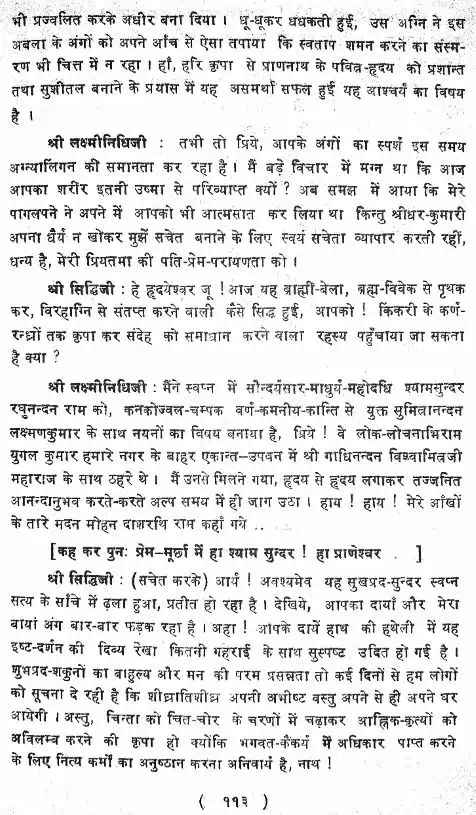 भी प्रज्वलित करके अधीर बना दिया। धू-धूकर धधकती हुई, उस अग्नि ने इस
अबला के अंगों को अपने आँच से ऐसा तपाया कि स्वताप शमन करने का संस्म-
रण भी चित्त में न रहा। हाँ, हरि कृपा से प्राणनाथ के पवित्र-हृदय को प्रशान्त
तथा सुशीतल बनाने के प्रयास में यह असमर्था सफल हुई यह आश्चर्य का विषय
है।
श्री लक्ष्मीनिधिजी : तभी तो प्रिये, आपके अंगों का स्पर्श इस समय
अग्न्यालिगन की समानता कर रहा है। मैं बड़े विचार में मग्न था कि आज
आपका शरीर इतनी उष्मा से परिव्याप्त क्यों ? अब समझ में आया कि मेरे
पागलपने ने अपने में आपको भी आत्मसात कर लिया था किन्तु श्रीधर-कुमारी
अपना धैर्य न खोकर मुझे सचेत बनाने के लिए स्वयं सचेता व्यापार करती रहीं,
धन्य है, मेरी प्रियतमा की पति-प्रेम-परायणता को।
श्री सिद्धिजी : हे हृदयेश्वर जू ! आज यह ब्राह्मी-बेला, ब्रह्म-विवेक से पृथक
कर, विरहाग्नि से संतप्त करने वाली कैसे सिद्ध हुई, आपको ! किंकरी के कर्ण-
रन्ध्रों तक कृपा कर संदेह को समाधान करने वाला रहस्य पहुँचाया जा सकता
है क्या ?
श्री लक्ष्मीनिधिजी : मैंने स्वप्न में सौन्दर्यसार-माधुर्य-महोदधि श्यामसुन्दर
रघुनन्दन राम को, कनकोज्वल-चम्पक वर्ण-कमनीय-कान्ति से युक्त सुमित्रानन्दन
लक्ष्मणकुमार के साथ नयनों का विषय बनाया है, प्रिये ! वे लोक-लोचनाभिराम
युगल कुमार हमारे नगर के बाहर एकान्त-उपवन में श्री गाधिनन्दन विश्वामित्रजी
महाराज के साथ ठहरे थे। मैं उनसे मिलने गया, हृदय से हृदय लगाकर तज्जनित
आनन्दानुभव करते-करते अल्प समय में ही जाग उठा। हाय ! हाय ! मेरे आँखों
के तारे मदन मोहन दाशरथि राम कहाँ गये ..
[कह कर पुनः प्रेम-मूर्छा में हा श्याम सुन्दर ! हा प्राणेश्वर . ]
श्री सिद्धिजी : (सचेत करके) आर्य ! अवश्यमेव यह सुखप्रद-सुन्दर स्वप्न
सत्य के साँचे में ढला हुआ, प्रतीत हो रहा है। देखिये, आपका दायाँ और मेरा
बायां अंग बार-बार फड़क रहा है। अहा ! आपके दायें हाथ की हथेली में यह
इष्ट-दर्शन की दिव्य रेखा कितनी गहराई के साथ सुस्पष्ट उदित हो गई है।
शुभप्रद-शकुनों का बाहुल्य और मन की परम प्रसन्नता तो कई दिनों से हम लोगों
को सूचना दे रही है कि शीघ्रातिशीघ्र अपनी अभीष्ट वस्तु अपने से ही अपने घर
आयेगी। अस्तु, चिन्ता को चित-चोर के चरणों में चढ़ाकर आह्निक-कृत्यों को
अविलम्ब करने की कृपा हो क्योंकि भगवत-कैंकर्य में अधिकार प्राप्त करने
के लिए नित्य कर्मों का अनुष्ठान करना अनिवार्य है, नाथ !
( ११३ )